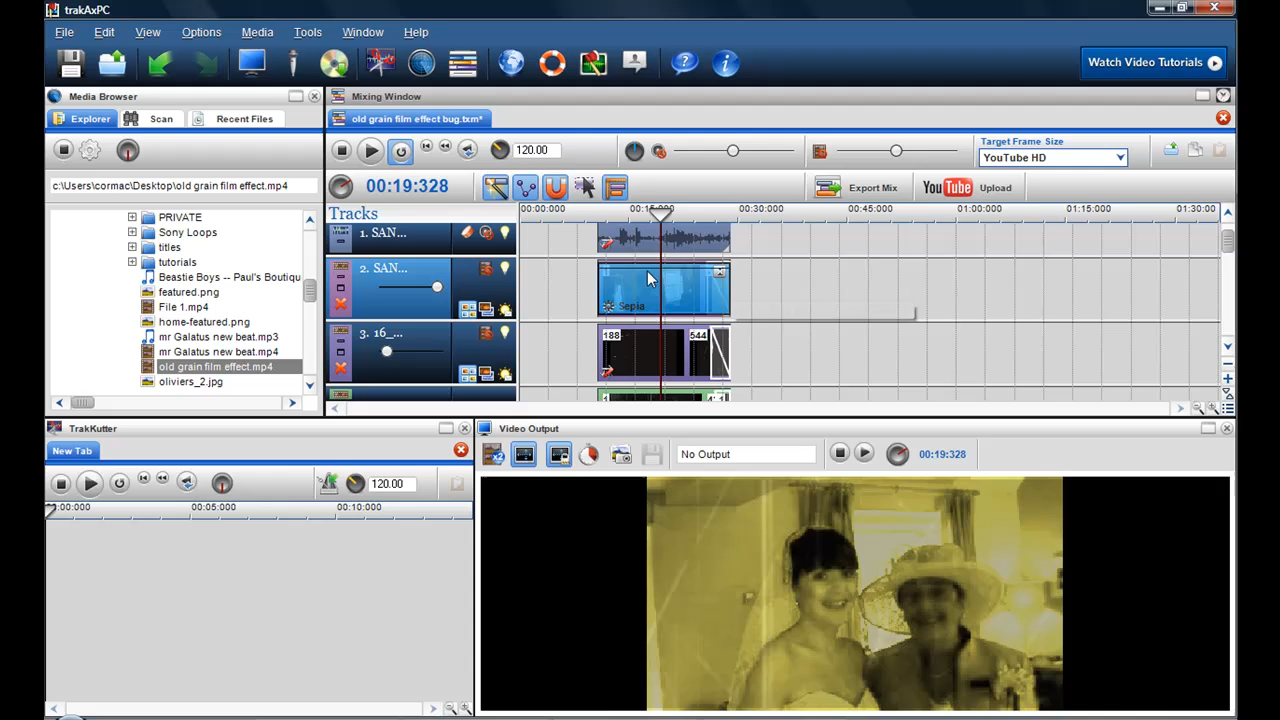 trakAxPC
File Edit View Options Media Tools Window Help
Watch Video Tutorials
Media Browser
Explorer Scan Recent Files
c:\Users\cormac\Desktop\old grain film effect.mp4
PRIVATE
Sony Loops
titles
tutorials
Beastie Boys -- Paul's Boutiqu
featured.png
File 1.mp4
home-featured.png
mr Galatus new beat.mp3
mr Galatus new beat.mp4
old grain film effect.mp4
oliviers_2.jpg
Mixing Window
old grain film effect bug.txm*
120.00
Target Frame Size
YouTube HD
00:19:328
Export Mix
YouTube Upload
Tracks
00:00:000 00:15:000 00:30:000 00:45:000 01:00:000 01:15:000 01:30:00
1. SAN...
2. SAN...
Sepia
3. 16_...
188 544
TrakKutter
New Tab
120.00
00:00:000 00:05:000 00:10:000
Video Output
No Output
00:19:328